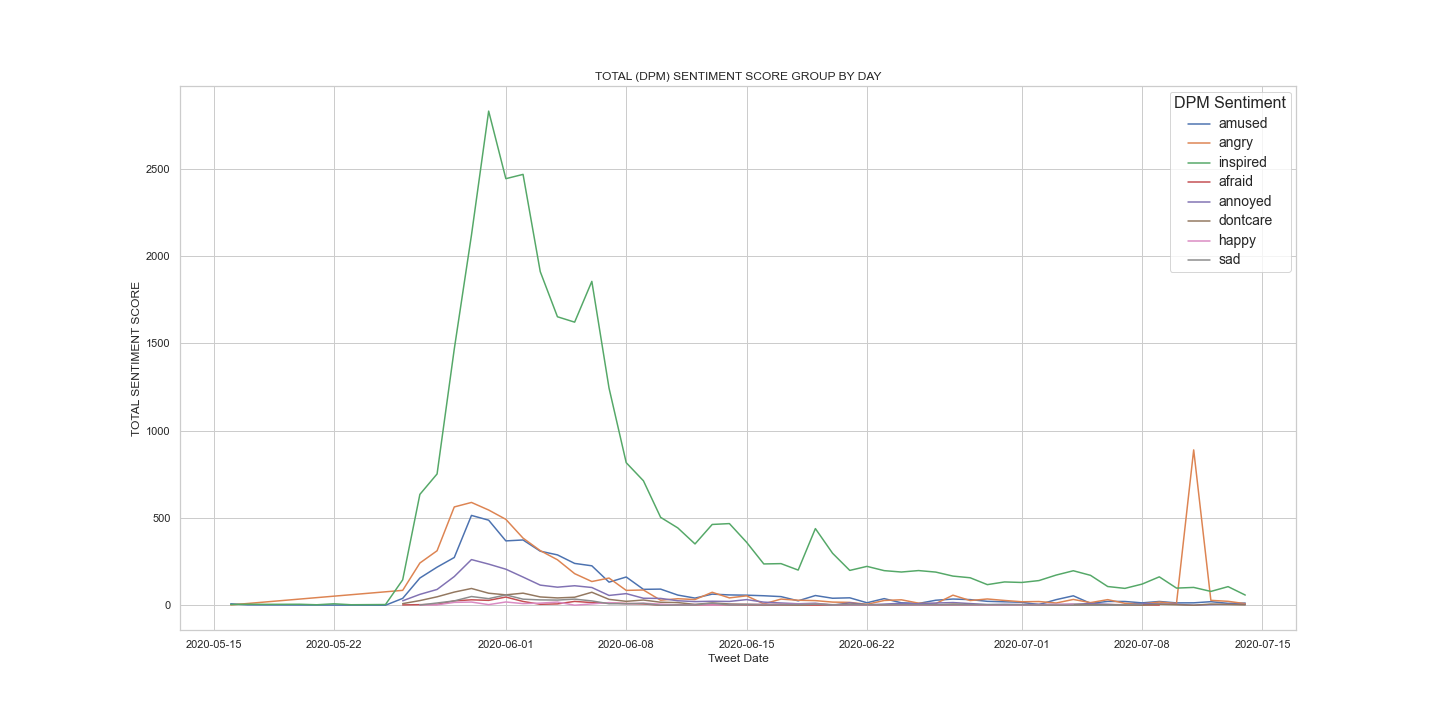 TOTAL (DPM) SENTIMENT SCORE GROUP BY DAY
DPM Sentiment
amused
angry
inspired
afraid
annoyed
dontcare
happy
sad
TOTAL SENTIMENT SCORE
2500
2000
1500
1000
500
0
2020-05-15 2020-05-22 2020-06-01 2020-06-08 2020-06-15 2020-06-22 2020-07-01 2020-07-08 2020-07-15
Tweet Date